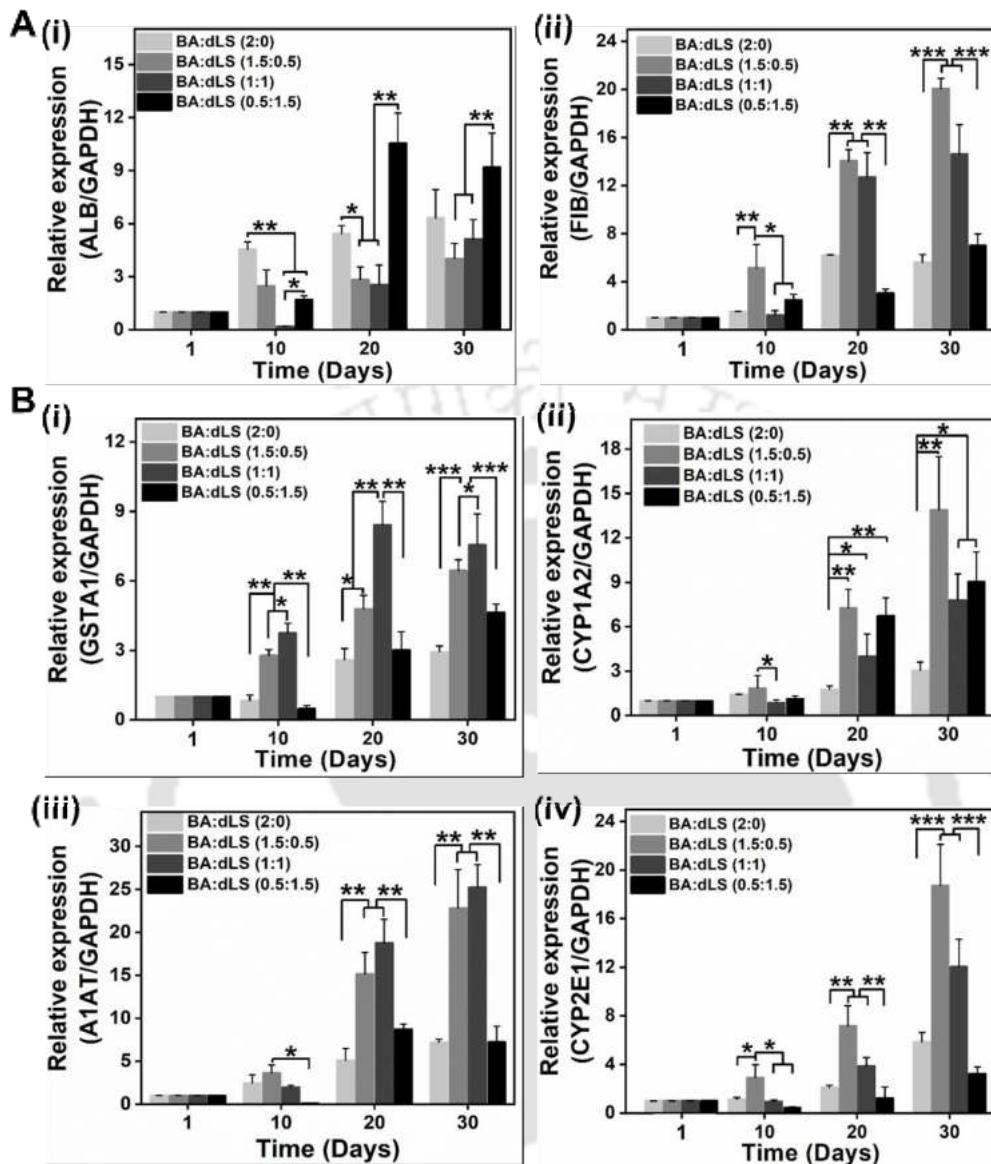 A
(i)
BA:dLS (2:0)
BA:dLS (1.5:0.5)
BA:dLS (1:1)
BA:dLS (0.5:1.5)
Relative expression
(ALB/GAPDH)
15
12
9
6
3
0
** * * ** **
1 10 20 30
Time (Days)
(ii)
BA:dLS (2:0)
BA:dLS (1.5:0.5)
BA:dLS (1:1)
BA:dLS (0.5:1.5)
Relative expression
(FIB/GAPDH)
24
18
12
6
0
** * ** ** *** ***
1 10 20 30
Time (Days)
B
(i)
BA:dLS (2:0)
BA:dLS (1.5:0.5)
BA:dLS (1:1)
BA:dLS (0.5:1.5)
Relative expression
(GSTA1/GAPDH)
12
9
6
3
0
** * ** * ** ** *** * ***
1 10 20 30
Time (Days)
(ii)
BA:dLS (2:0)
BA:dLS (1.5:0.5)
BA:dLS (1:1)
BA:dLS (0.5:1.5)
Relative expression
(CYP1A2/GAPDH)
18
15
12
9
6
3
0
* ** * ** ** *
1 10 20 30
Time (Days)
(iii)
BA:dLS (2:0)
BA:dLS (1.5:0.5)
BA:dLS (1:1)
BA:dLS (0.5:1.5)
Relative expression
(A1AT/GAPDH)
30
25
20
15
10
5
0
* ** ** ** **
1 10 20 30
Time (Days)
(iv)
BA:dLS (2:0)
BA:dLS (1.5:0.5)
BA:dLS (1:1)
BA:dLS (0.5:1.5)
Relative expression
(CYP2E1/GAPDH)
24
20
16
12
8
4
0
* * ** ** *** ***
1 10 20 30
Time (Days)